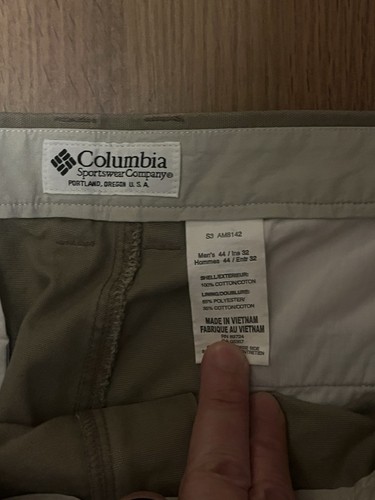 Columbia
Sportswear Company®
PORTLAND, OREGON U.S.A.
S3 AM8142
Men's 44 / Ins 32
Hommes 44 / Entr 32
SHELL/EXTERIEUR:
100% COTTON/COTON
LINING/DOUBLURE:
65% POLYESTER/
35% COTTON/COTON
MADE IN VIETNAM
FABRIQUE AU VIETNAM